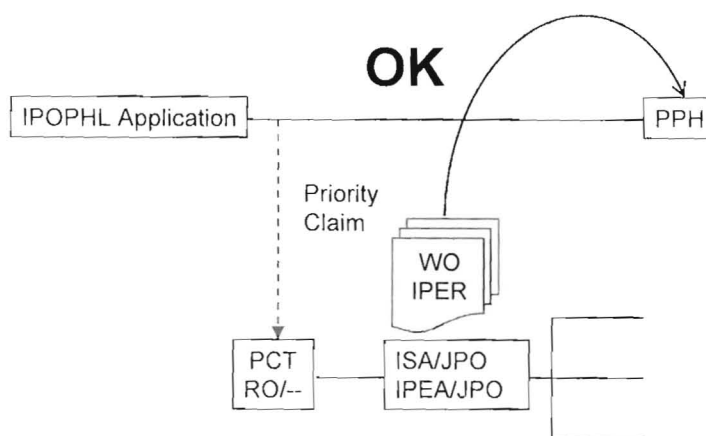 OK
IPOPHL Application
PPH
Priority
Claim
WO
IPER
PCT
RO/--
ISA/JPO
IPEA/JPO